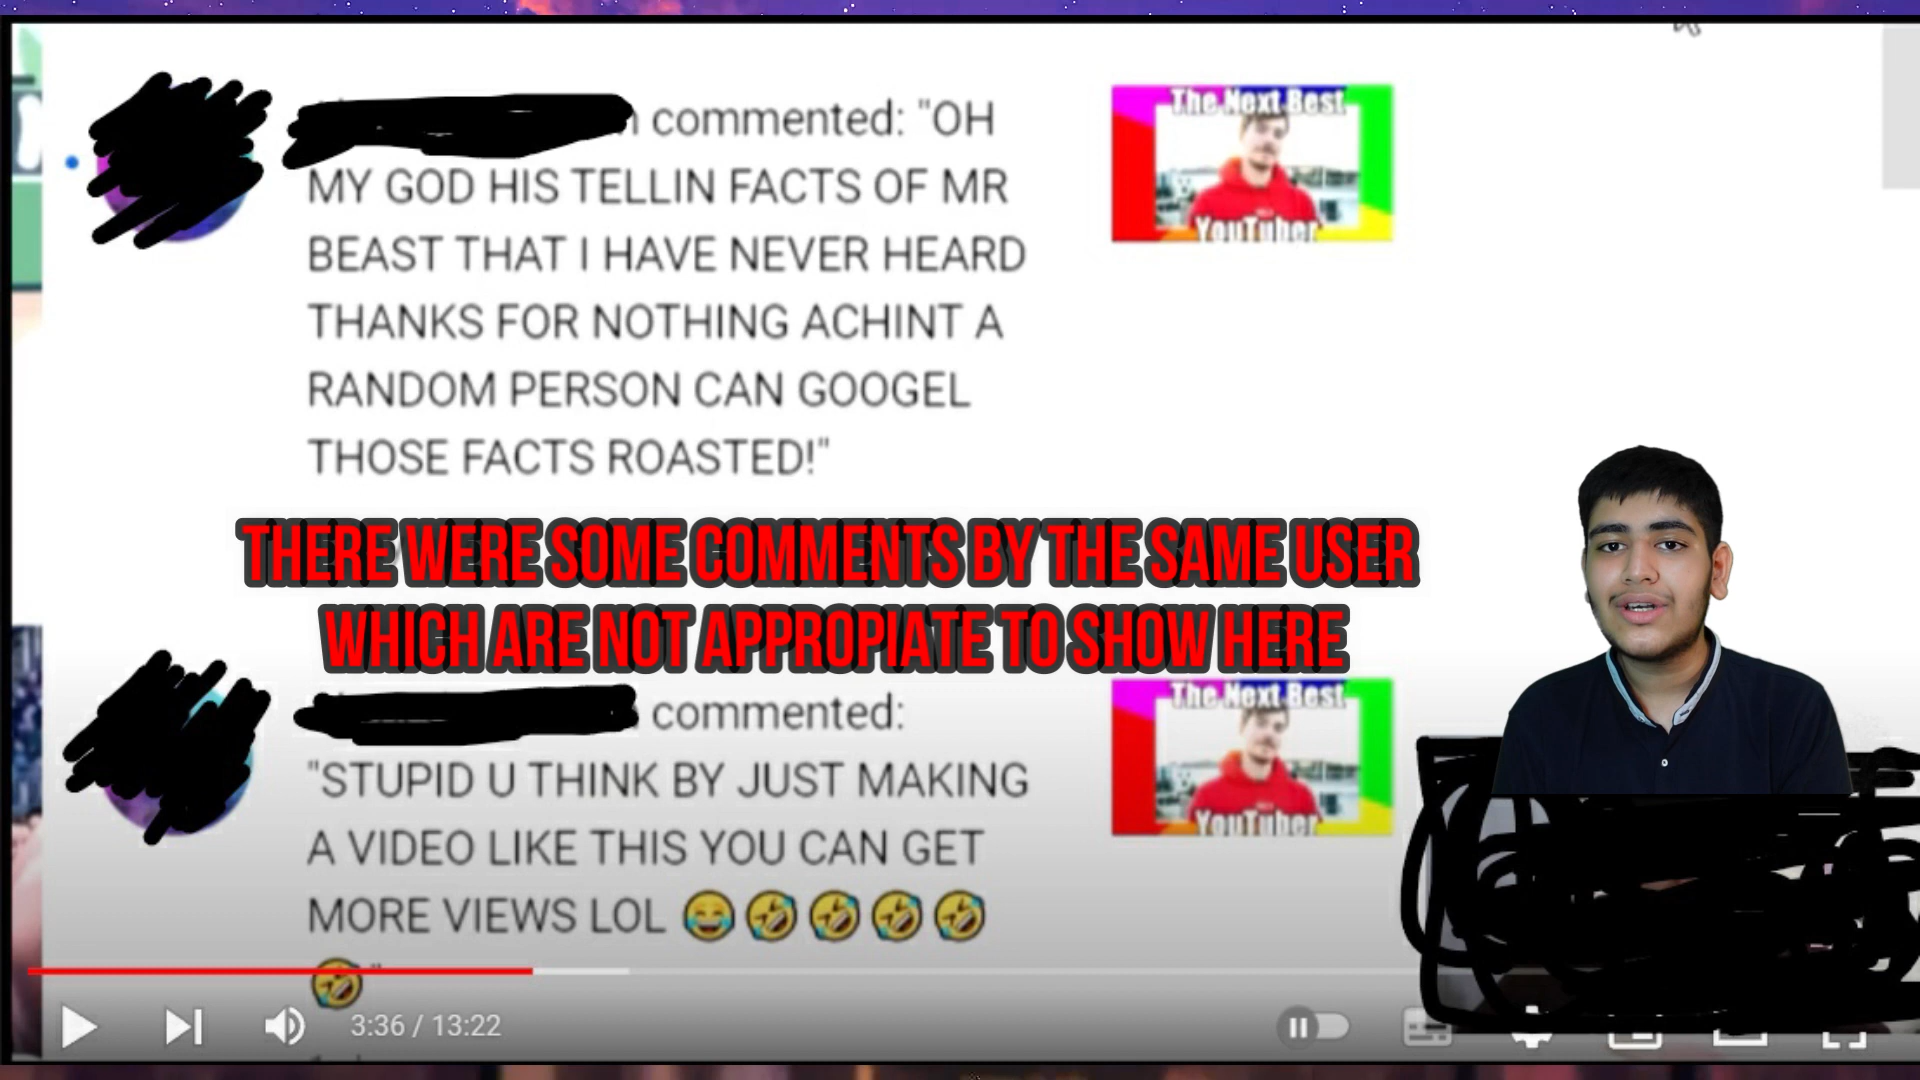 commented: "OH
MY GOD HIS TELLIN FACTS OF MR
BEAST THAT I HAVE NEVER HEARD
THANKS FOR NOTHING ACHINT A
RANDOM PERSON CAN GOOGEL
THOSE FACTS ROASTED!"
The Next Best
YouTuber
THERE WERE SOME COMMENTS BY THE SAME USER
WHICH ARE NOT APPROPIATE TO SHOW HERE
commented:
"STUPID U THINK BY JUST MAKING
A VIDEO LIKE THIS YOU CAN GET
MORE VIEWS LOL 😂🤣🤣🤣🤣
🤣"
The Next Best
YouTuber
3:36 / 13:22